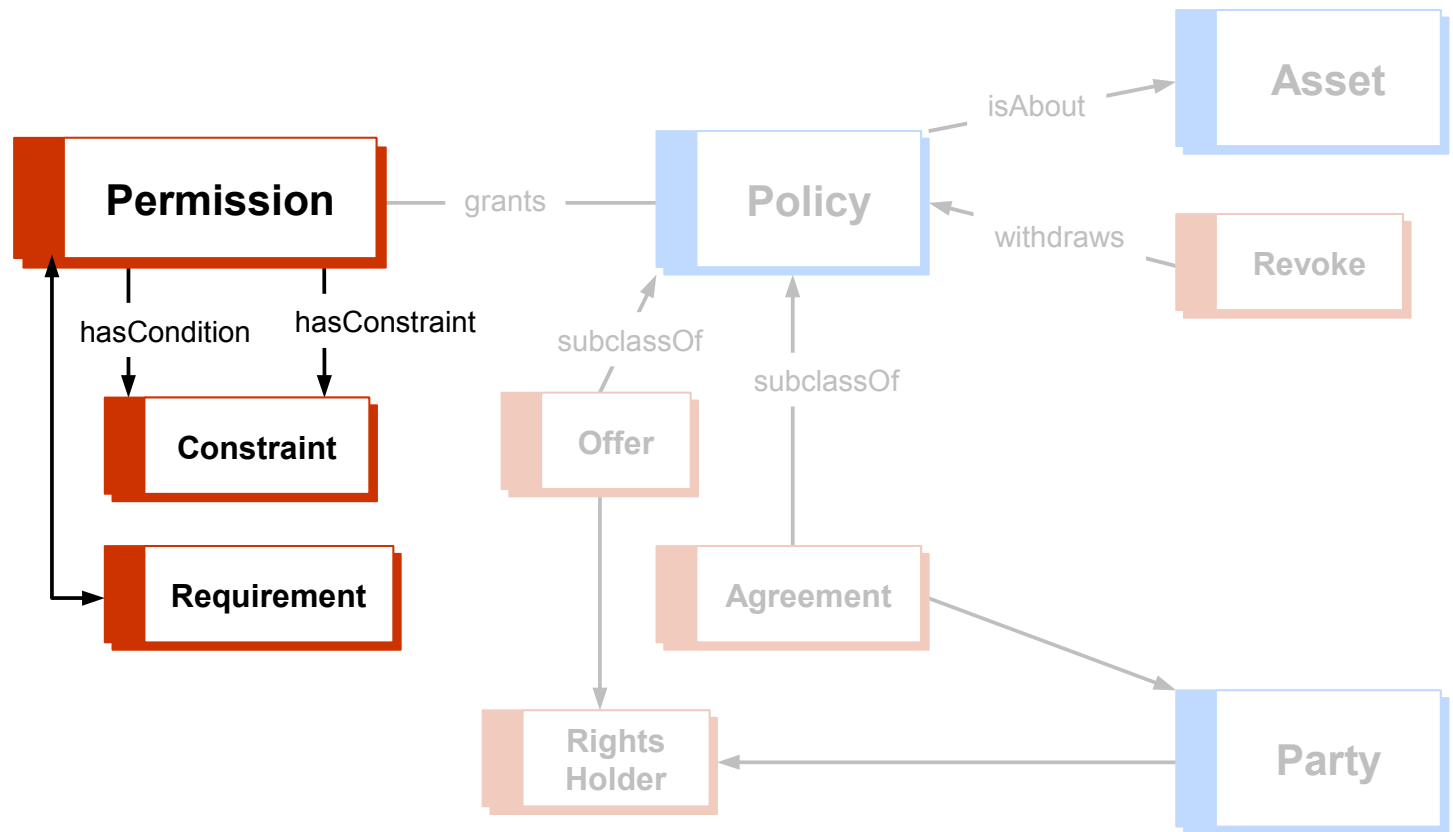 Asset
isAbout
Permission
grants
Policy
withdraws
Revoke
hasCondition
hasConstraint
subclassOf
subclassOf
Constraint
Offer
Requirement
Agreement
Rights
Holder
Party